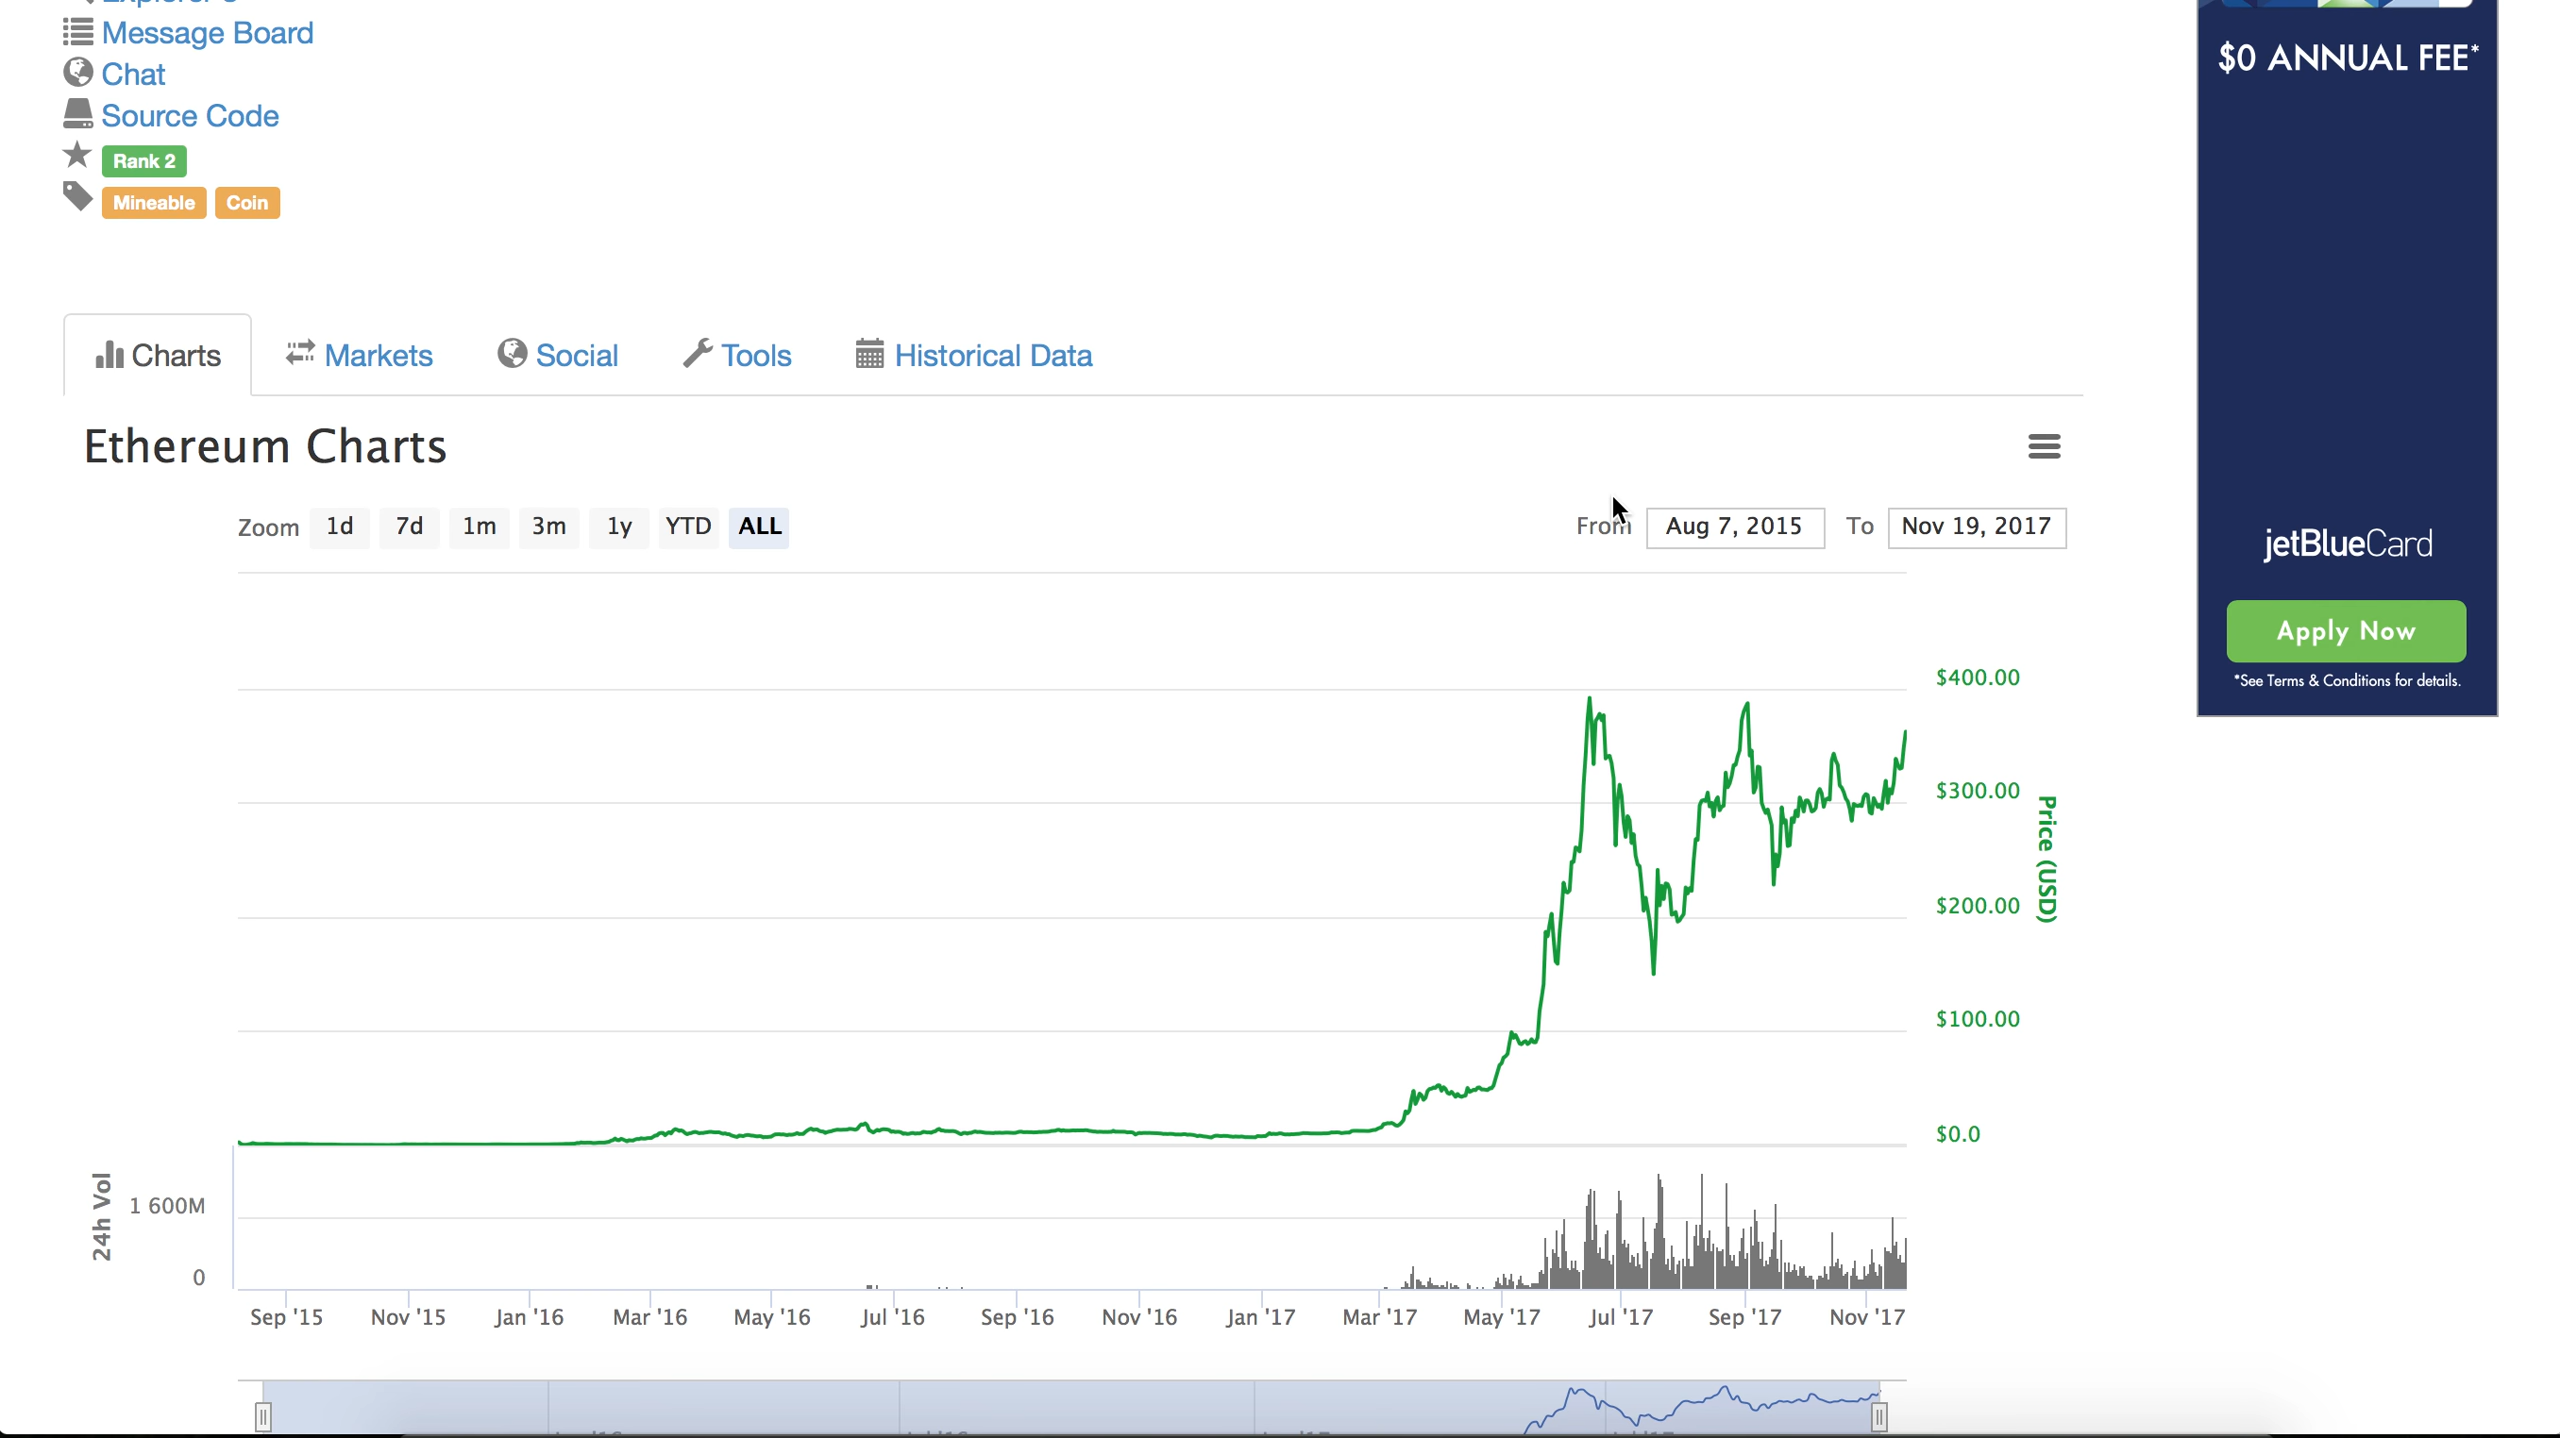 Message Board
Chat
Source Code
Rank 2
Mineable Coin
$0 ANNUAL FEE*
jetBlueCard
Apply Now
*See Terms & Conditions for details.
Charts Markets Social Tools Historical Data
Ethereum Charts
Zoom 1d 7d 1m 3m 1y YTD ALL From Aug 7, 2015 To Nov 19, 2017
$400.00
$300.00
$200.00
$100.00
$0.0
Price (USD)
24h Vol
1 600M
0
Sep '15 Nov '15 Jan '16 Mar '16 May '16 Jul '16 Sep '16 Nov '16 Jan '17 Mar '17 May '17 Jul '17 Sep '17 Nov '17